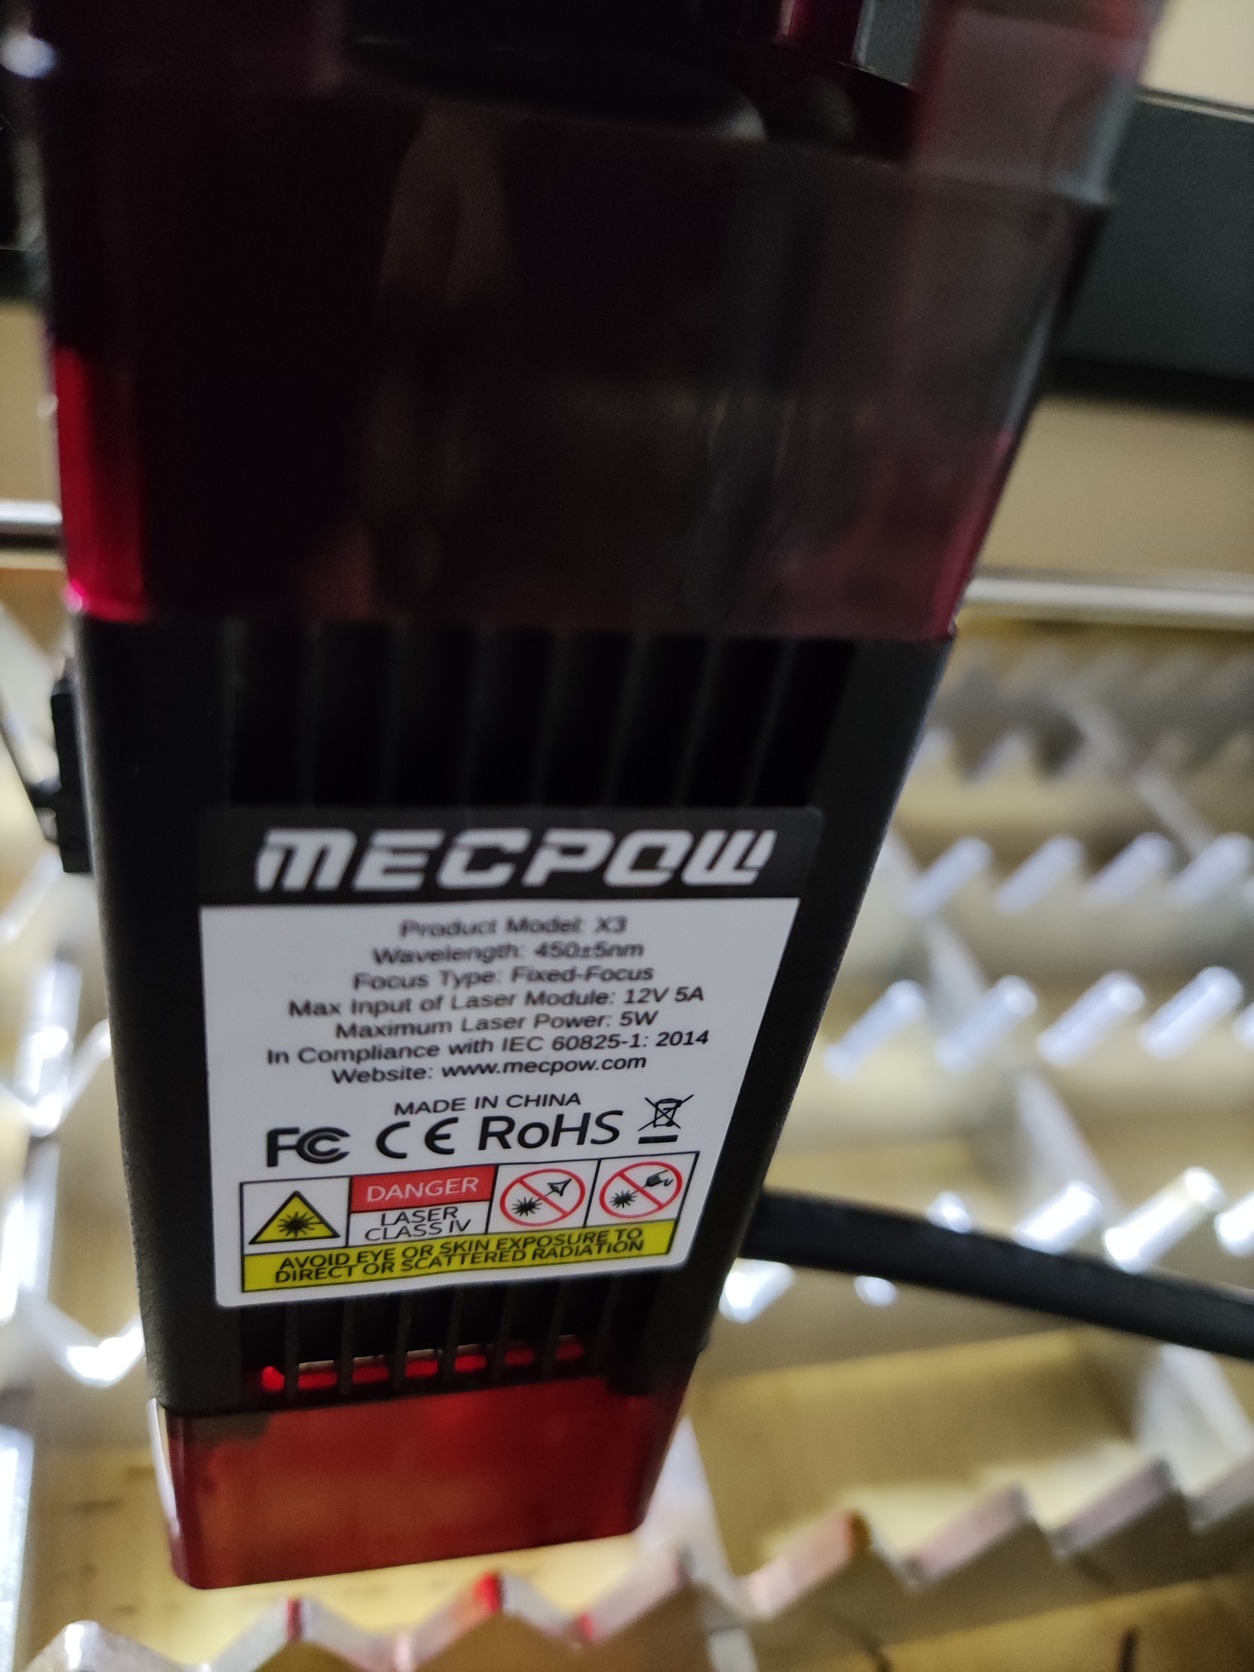 MECPOW
Product Model: X3
Wavelength: 450±5nm
Focus Type: Fixed-Focus
Max Input of Laser Module: 12V 5A
Maximum Laser Power: 5W
In Compliance with IEC 60825-1: 2014
Website: www.mecpow.com
MADE IN CHINA
FC CE RoHS
DANGER
LASER
CLASS IV
AVOID EYE OR SKIN EXPOSURE TO
DIRECT OR SCATTERED RADIATION